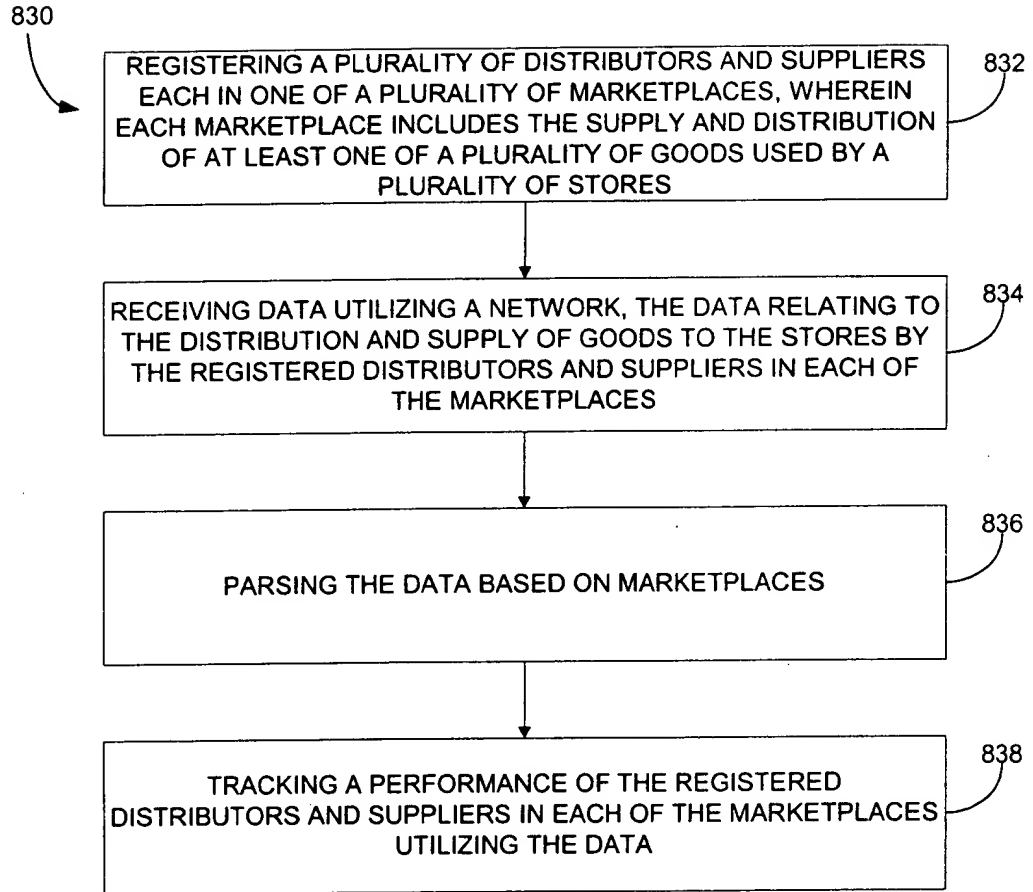 830
REGISTERING A PLURALITY OF DISTRIBUTORS AND SUPPLIERS
EACH IN ONE OF A PLURALITY OF MARKETPLACES, WHEREIN
EACH MARKETPLACE INCLUDES THE SUPPLY AND DISTRIBUTION
OF AT LEAST ONE OF A PLURALITY OF GOODS USED BY A
PLURALITY OF STORES
832
RECEIVING DATA UTILIZING A NETWORK, THE DATA RELATING TO
THE DISTRIBUTION AND SUPPLY OF GOODS TO THE STORES BY
THE REGISTERED DISTRIBUTORS AND SUPPLIERS IN EACH OF
THE MARKETPLACES
834
PARSING THE DATA BASED ON MARKETPLACES
836
TRACKING A PERFORMANCE OF THE REGISTERED
DISTRIBUTORS AND SUPPLIERS IN EACH OF THE MARKETPLACES
UTILIZING THE DATA
838